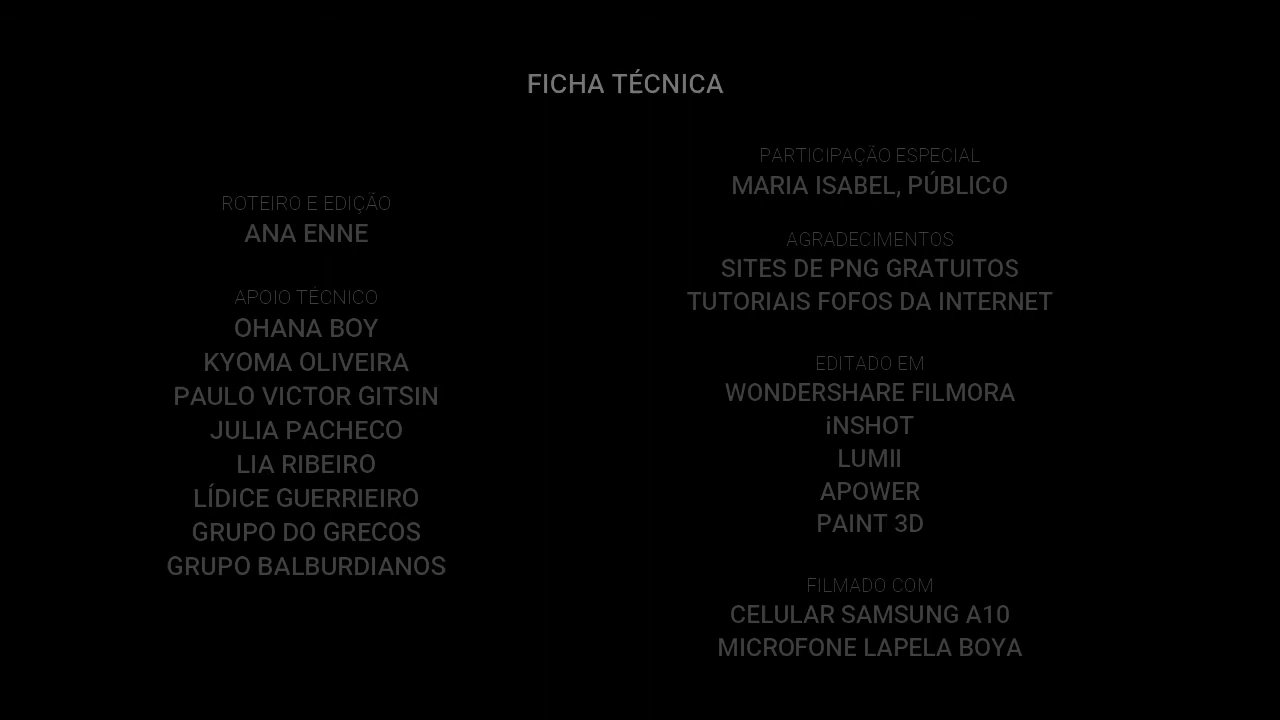 FICHA TÉCNICA
ROTEIRO E EDIÇÃO
ANA ENNE
APOIO TÉCNICO
OHANA BOY
KYOMA OLIVEIRA
PAULO VICTOR GITSIN
JULIA PACHECO
LIA RIBEIRO
LÍDICE GUERRIEIRO
GRUPO DO GRECOS
GRUPO BALBURDIANOS
PARTICIPAÇÃO ESPECIAL
MARIA ISABEL, PÚBLICO
AGRADECIMENTOS
SITES DE PNG GRATUITOS
TUTORIAIS FOFOS DA INTERNET
EDITADO EM
WONDERSHARE FILMORA
iNSHOT
LUMII
APOWER
PAINT 3D
FILMADO COM
CELULAR SAMSUNG A10
MICROFONE LAPELA BOYA